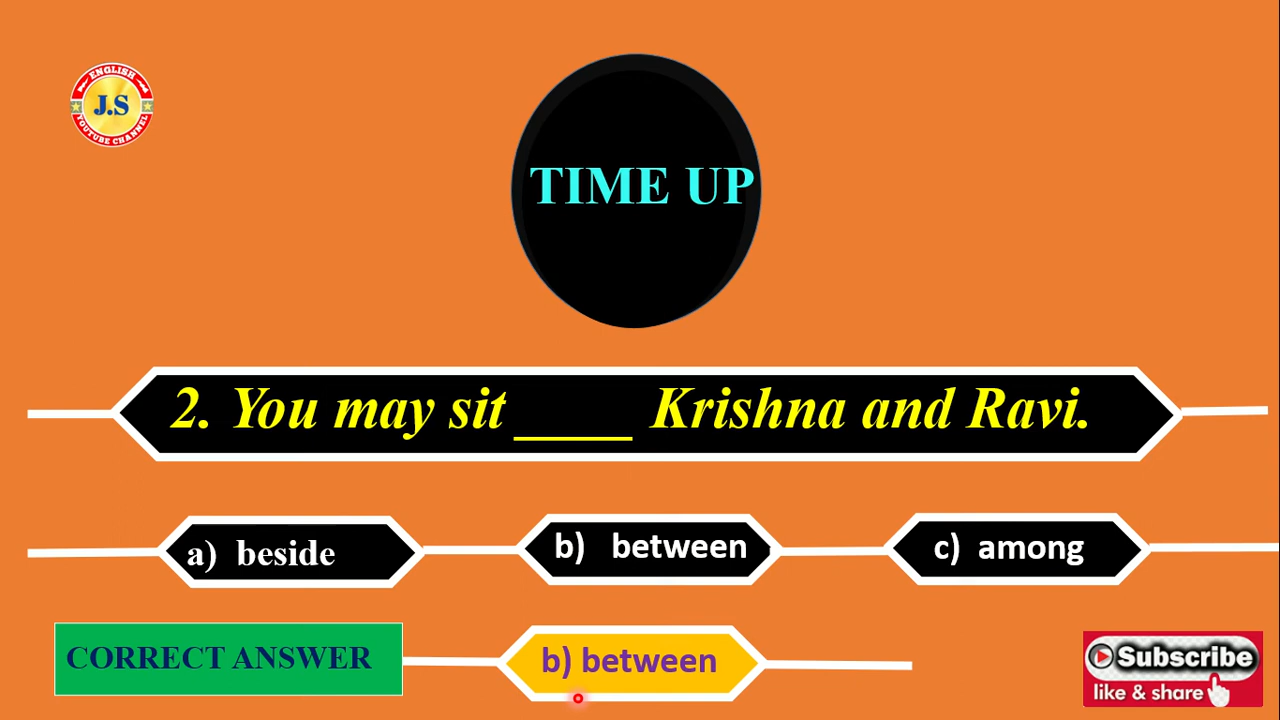 ENGLISH
J.S
YOUTUBE CHANNEL
TIME UP
2. You may sit ____ Krishna and Ravi.
a) beside
b) between
c) among
CORRECT ANSWER
b) between
Subscribe
like & share